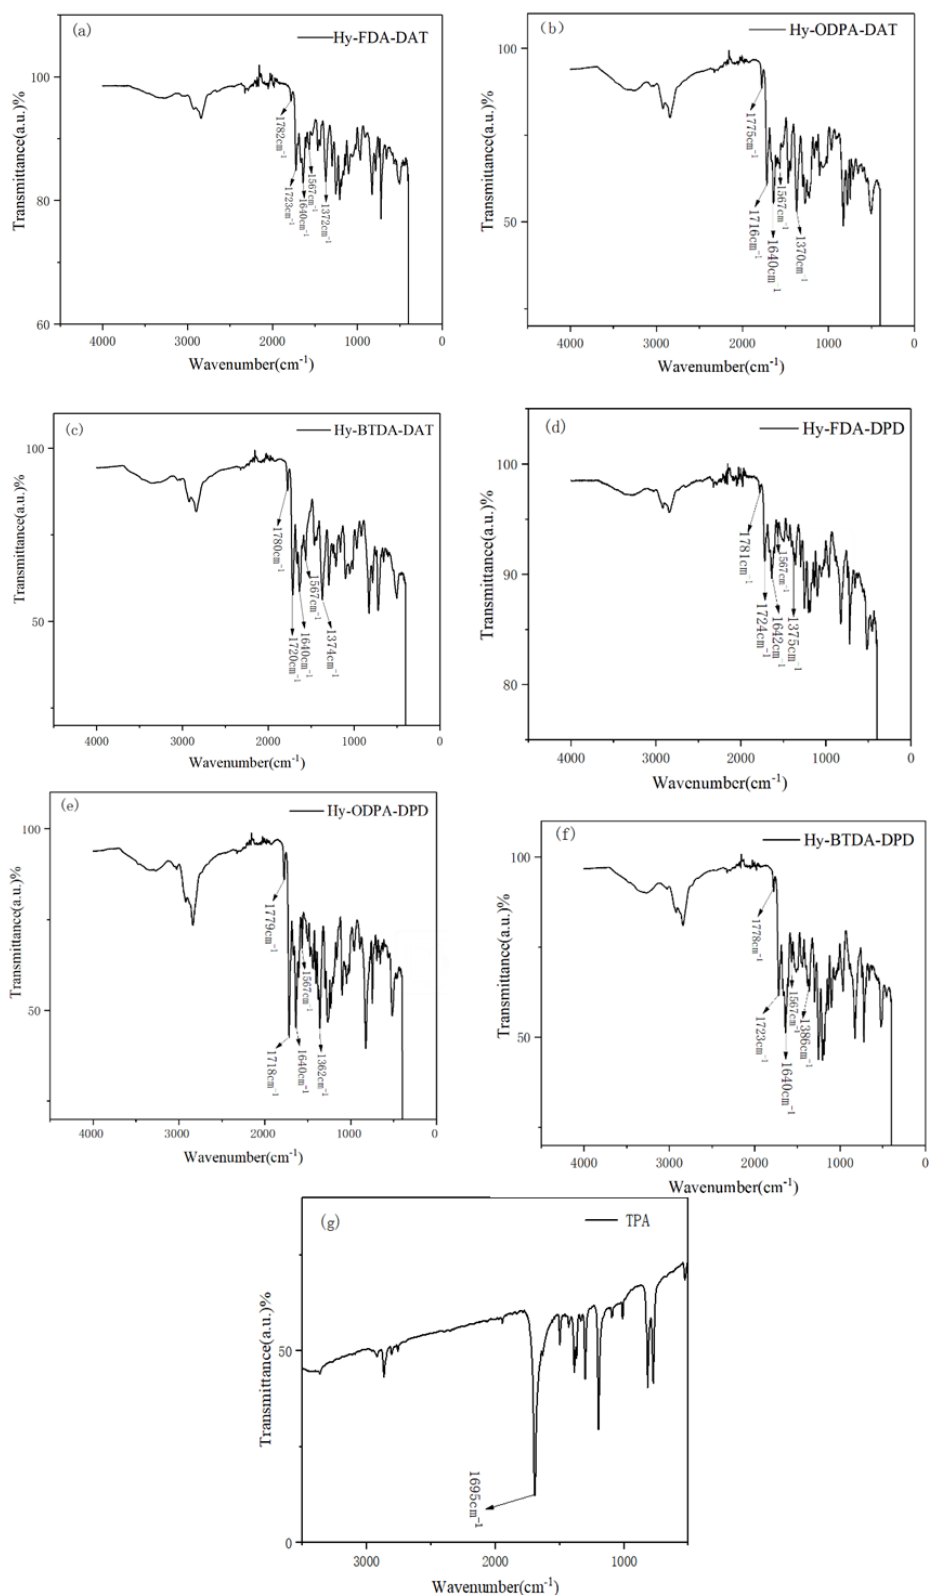 (a)
Hy-FDA-DAT
Transmittance(a.u.)%
100
80
60
1782cm⁻¹
1723cm⁻¹
1640cm⁻¹
1567cm⁻¹
1372cm⁻¹
4000 3000 2000 1000 0
Wavenumber(cm⁻¹)
(b)
Hy-ODPA-DAT
Transmittance(a.u.)%
100
50
1775cm⁻¹
1716cm⁻¹
1640cm⁻¹
1567cm⁻¹
1370cm⁻¹
4000 3000 2000 1000 0
Wavenumber(cm⁻¹)
(c)
Hy-BTDA-DAT
Transmittance(a.u.)%
100
50
1780cm⁻¹
1720cm⁻¹
1640cm⁻¹
1567cm⁻¹
1374cm⁻¹
4000 3000 2000 1000 0
Wavenumber(cm⁻¹)
(d)
Hy-FDA-DPD
Transmittance(a.u.)%
100
90
80
1781cm⁻¹
1724cm⁻¹
1642cm⁻¹
1567cm⁻¹
1375cm⁻¹
4000 3000 2000 1000 0
Wavenumber(cm⁻¹)
(e)
Hy-ODPA-DPD
Transmittance(a.u.)%
100
50
1779cm⁻¹
1718cm⁻¹
1640cm⁻¹
1567cm⁻¹
1362cm⁻¹
4000 3000 2000 1000 0
Wavenumber(cm⁻¹)
(f)
Hy-BTDA-DPD
Transmittance(a.u.)%
100
50
1778cm⁻¹
1723cm⁻¹
1640cm⁻¹
1567cm⁻¹
1386cm⁻¹
4000 3000 2000 1000 0
Wavenumber(cm⁻¹)
(g)
TPA
Transmittance(a.u.)%
50
0
1695cm⁻¹
3000 2000 1000
Wavenumber(cm⁻¹)